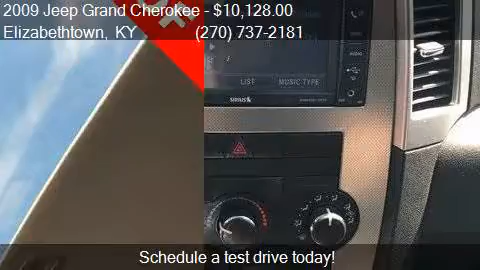 2009 Jeep Grand Cherokee - $10,128.00
Elizabethtown, KY (270) 737-2181
LIST
MUSIC TYPE
AUDIO
SIRIUS
Schedule a test drive today!